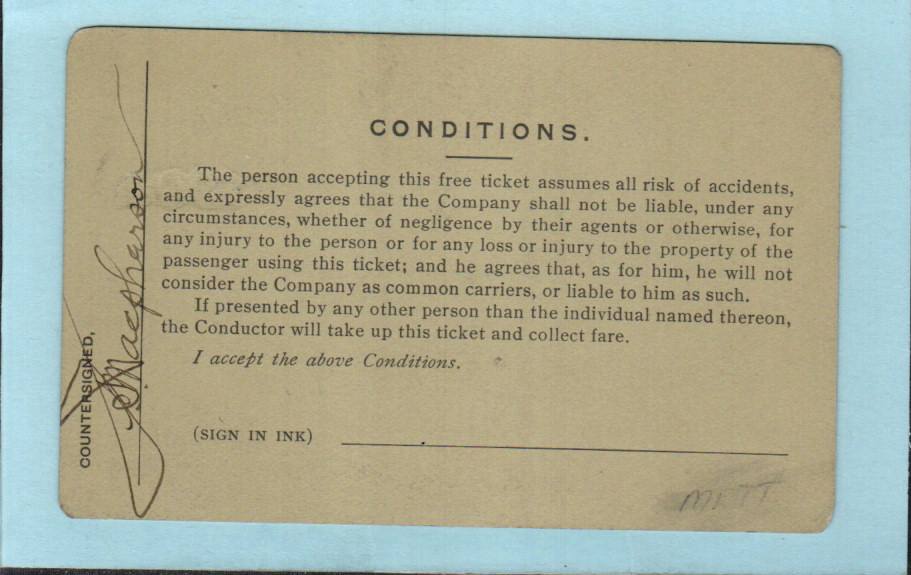 CONDITIONS.
The person accepting this free ticket assumes all risk of accidents,
and expressly agrees that the Company shall not be liable, under any
circumstances, whether of negligence by their agents or otherwise, for
any injury to the person or for any loss or injury to the property of the
passenger using this ticket; and he agrees that, as for him, he will not
consider the Company as common carriers, or liable to him as such.
If presented by any other person than the individual named thereon,
the Conductor will take up this ticket and collect fare.
I accept the above Conditions.
(SIGN IN INK)
COUNTERSIGNED,
Macpherson